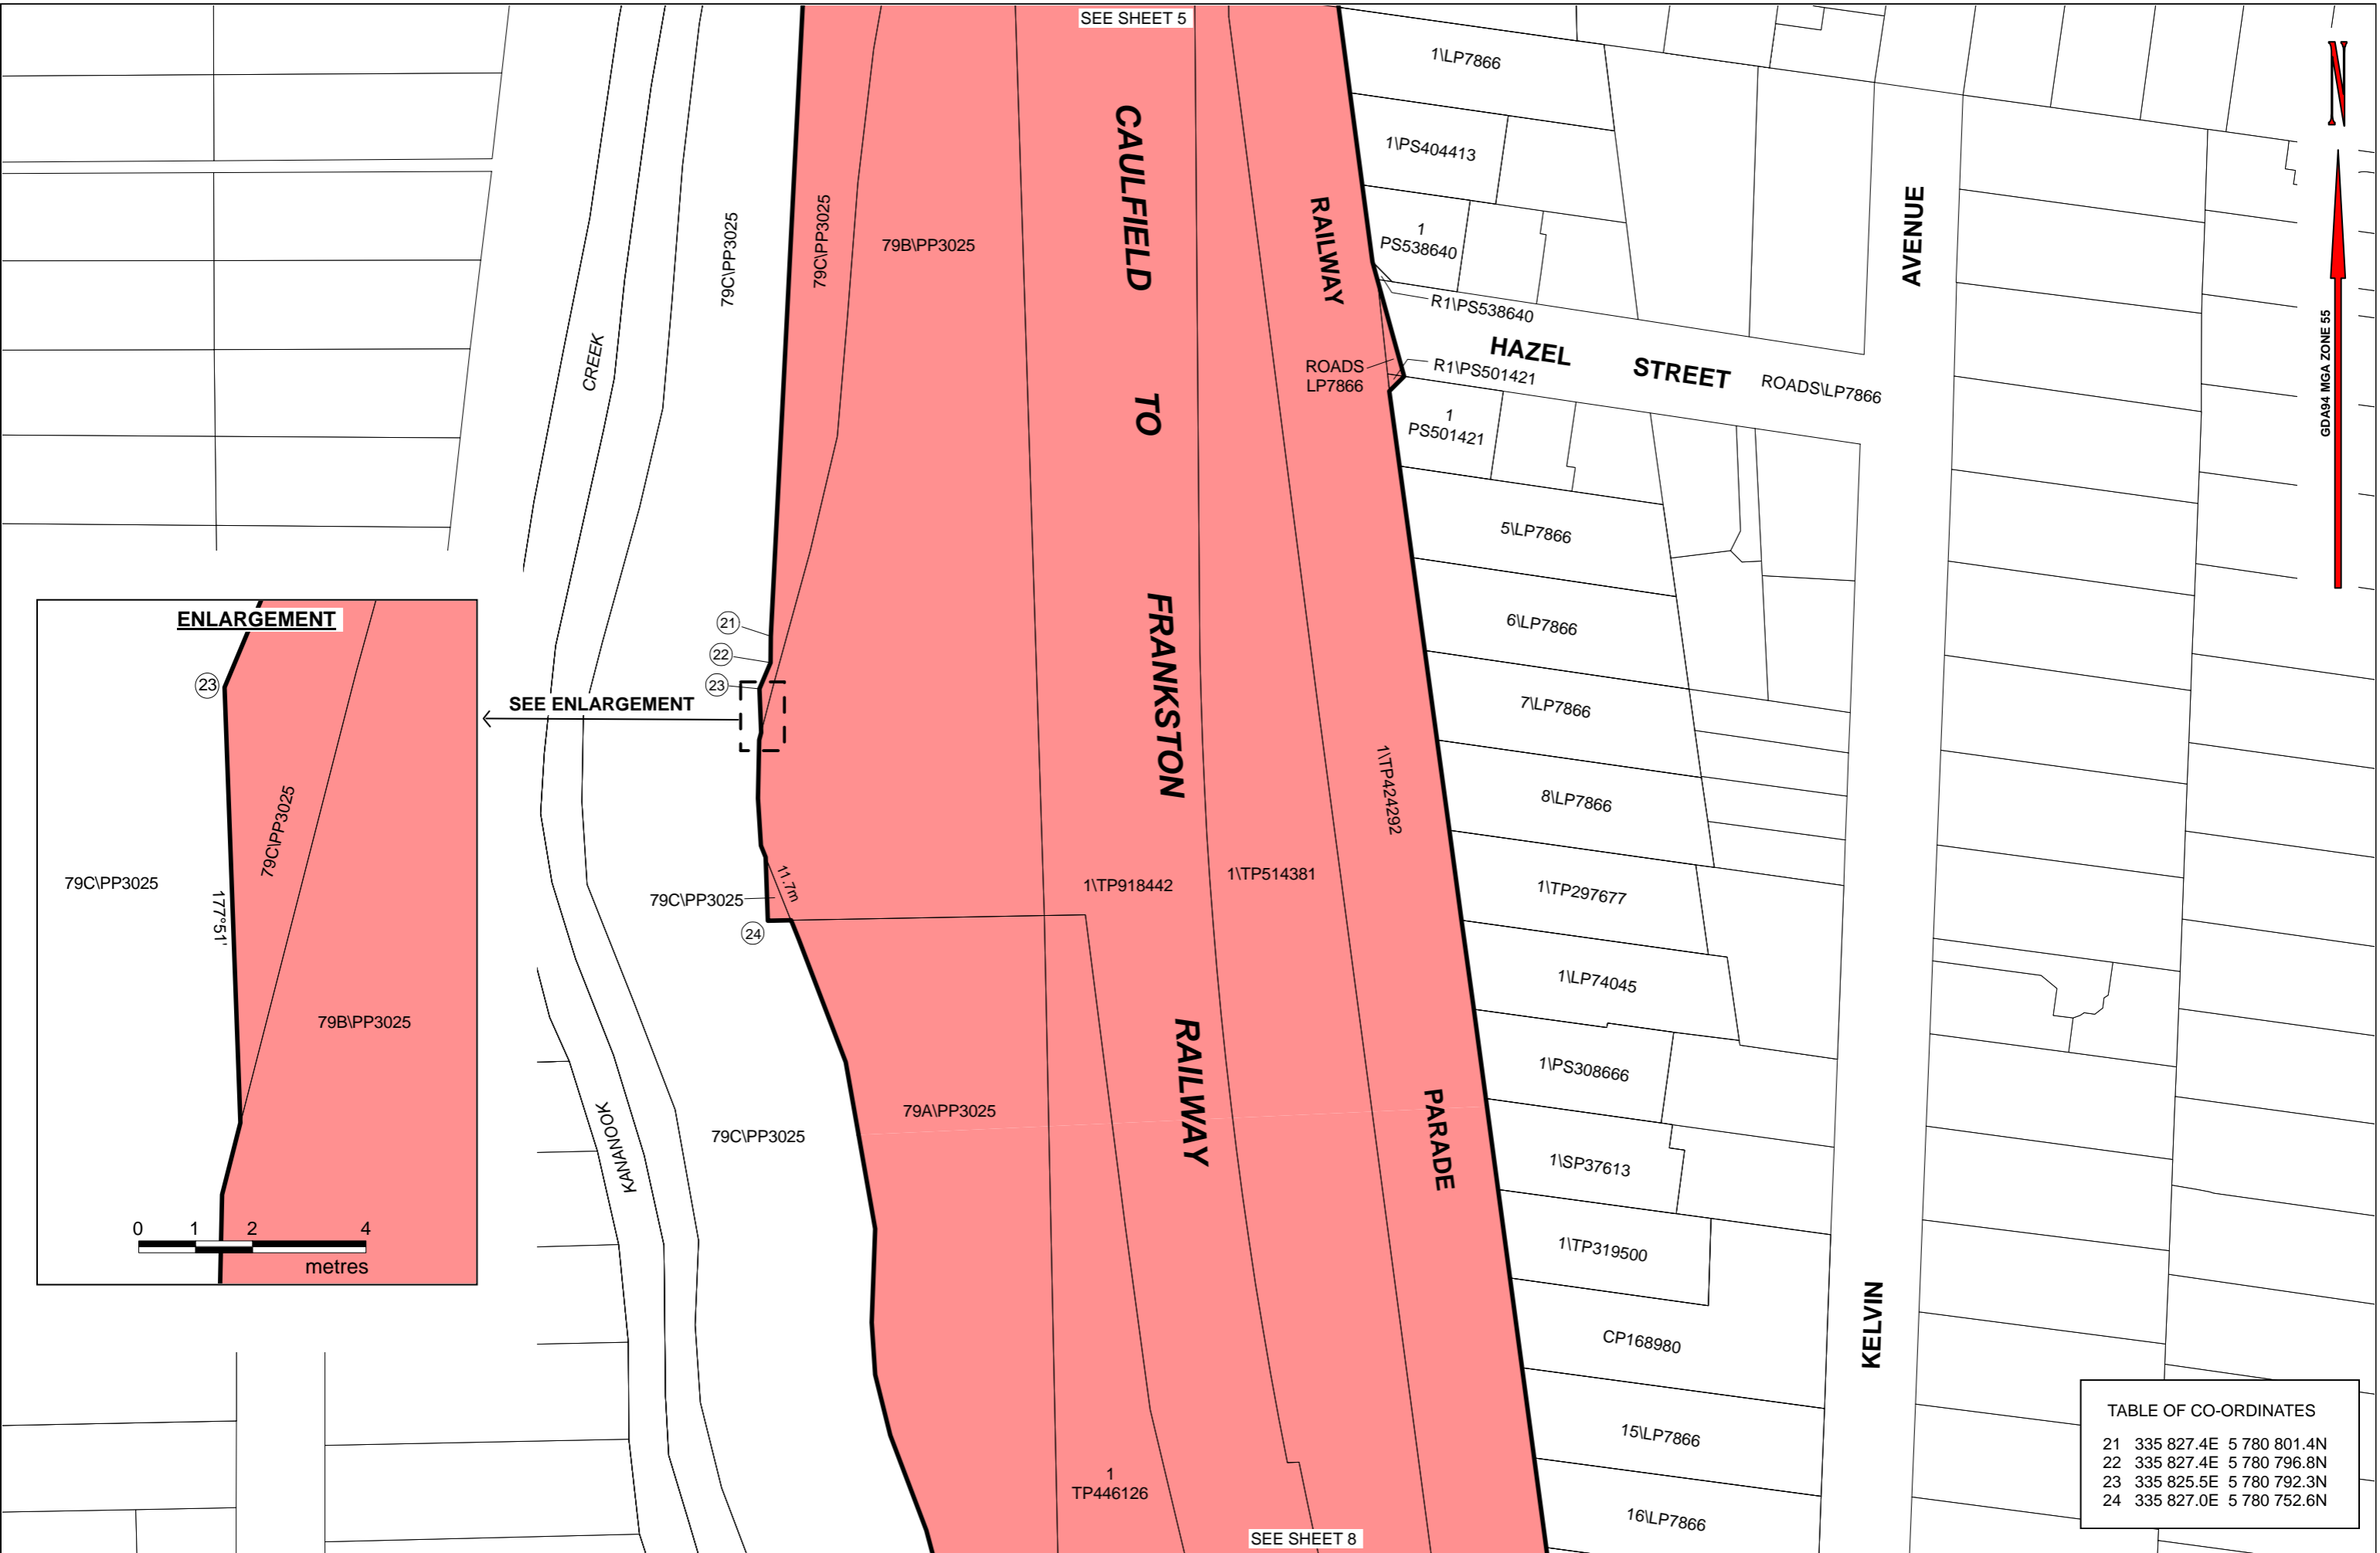 SEE SHEET 5
N
GDA94 MGA ZONE 55
1\LP7866
1\PS404413
1
PS538640
R1\PS538640
HAZEL STREET
ROADS\LP7866
ROADS
LP7866
R1\PS501421
1
PS501421
5\LP7866
6\LP7866
7\LP7866
8\LP7866
1\TP297677
1\LP74045
1\PS308666
1\SP37613
1\TP319500
CP168980
15\LP7866
16\LP7866
AVENUE
KELVIN
RAILWAY
PARADE
CAULFIELD
TO
FRANKSTON
RAILWAY
79C\PP3025
79C\PP3025
79B\PP3025
CREEK
KANANOOK
21
22
23
SEE ENLARGEMENT
24
79C\PP3025
11.7m
1\TP918442
1\TP514381
1\TP424292
79A\PP3025
79C\PP3025
1
TP446126
SEE SHEET 8
ENLARGEMENT
23
79C\PP3025
177°51'
79C\PP3025
79B\PP3025
0 1 2 4
metres
TABLE OF CO-ORDINATES
21 335 827.4E 5 780 801.4N
22 335 827.4E 5 780 796.8N
23 335 825.5E 5 780 792.3N
24 335 827.0E 5 780 752.6N